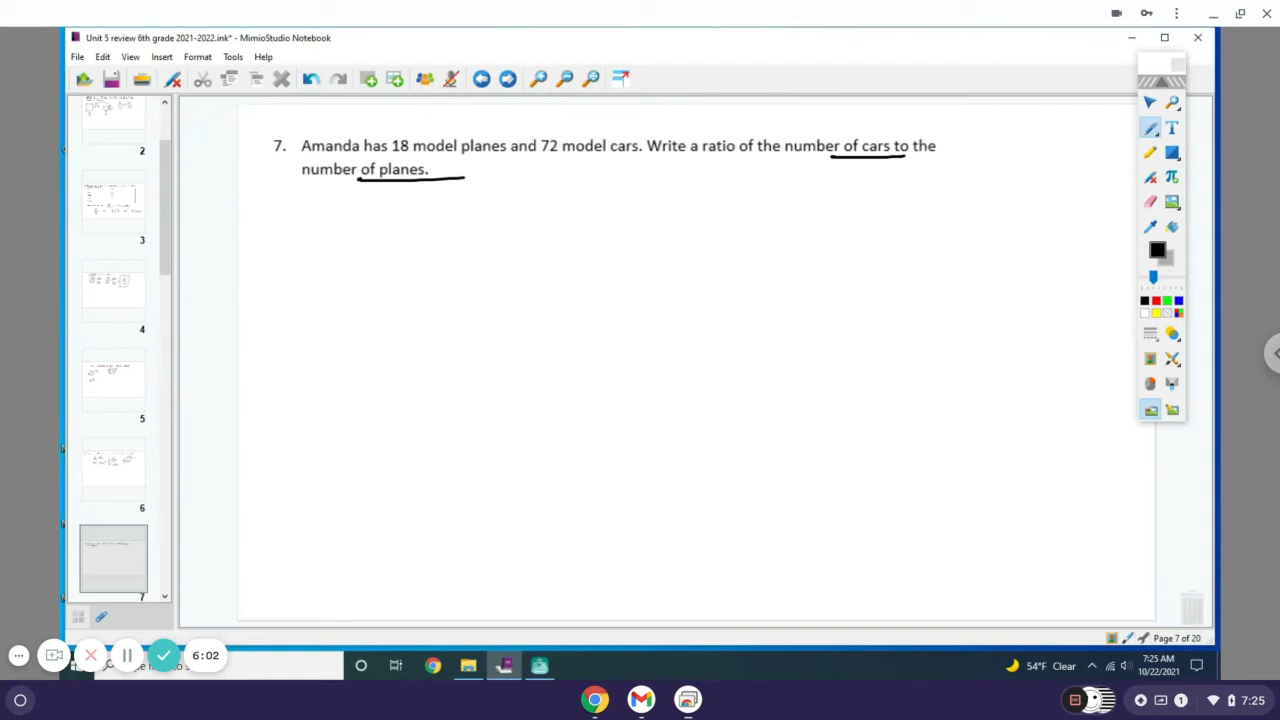 Unit 5 review 6th grade 2021-2022.ink* - MimioStudio Notebook
File Edit View Insert Format Tools Help
2
3
4
5
6
7
7. Amanda has 18 model planes and 72 model cars. Write a ratio of the number of cars to the
number of planes.
T
Page 7 of 20
6:02
54°F Clear
7:25 AM
10/22/2021
1
7:25